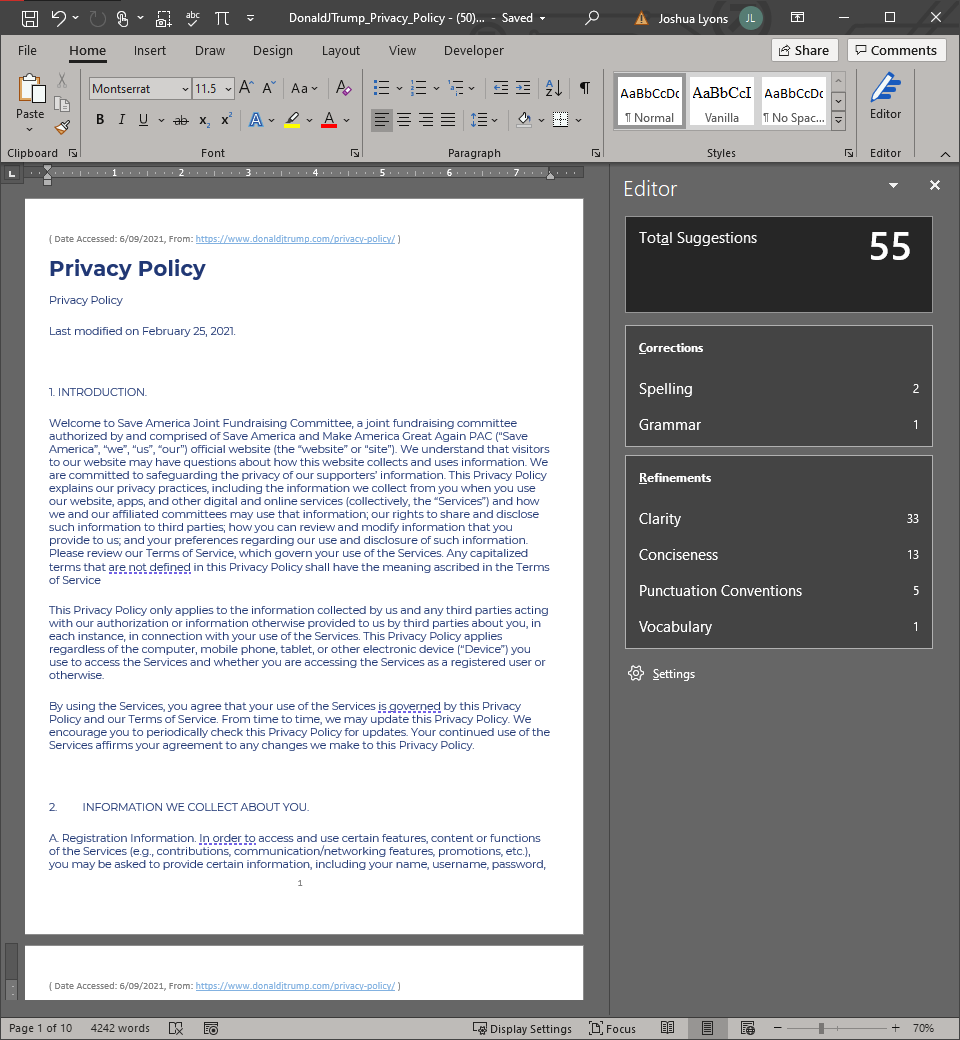 DonaldJTrump_Privacy_Policy - (50)... - Saved
Joshua Lyons
JL
File
Home
Insert
Draw
Design
Layout
View
Developer
Share
Comments
Paste
Clipboard
Montserrat
11.5
Font
Paragraph
AaBbCcDc
¶ Normal
AaBbCcI
Vanilla
AaBbCcDc
¶ No Spac...
Styles
Editor
Editor
1 2 3 4 5 6 7
( Date Accessed: 6/09/2021, From: https://www.donaldjtrump.com/privacy-policy/ )
Privacy Policy
Privacy Policy
Last modified on February 25, 2021.
1. INTRODUCTION.
Welcome to Save America Joint Fundraising Committee, a joint fundraising committee
authorized by and comprised of Save America and Make America Great Again PAC (“Save
America”, “we”, “us”, “our”) official website (the “website” or “site”). We understand that visitors
to our website may have questions about how this website collects and uses information. We
are committed to safeguarding the privacy of our supporters’ information. This Privacy Policy
explains our privacy practices, including the information we collect from you when you use
our website, apps, and other digital and online services (collectively, the “Services”) and how
we and our affiliated committees may use that information; our rights to share and disclose
such information to third parties; how you can review and modify information that you
provide to us; and your preferences regarding our use and disclosure of such information.
Please review our Terms of Service, which govern your use of the Services. Any capitalized
terms that are not defined in this Privacy Policy shall have the meaning ascribed in the Terms
of Service
This Privacy Policy only applies to the information collected by us and any third parties acting
with our authorization or information otherwise provided to us by third parties about you, in
each instance, in connection with your use of the Services. This Privacy Policy applies
regardless of the computer, mobile phone, tablet, or other electronic device (“Device”) you
use to access the Services and whether you are accessing the Services as a registered user or
otherwise.
By using the Services, you agree that your use of the Services is governed by this Privacy
Policy and our Terms of Service. From time to time, we may update this Privacy Policy. We
encourage you to periodically check this Privacy Policy for updates. Your continued use of the
Services affirms your agreement to any changes we make to this Privacy Policy.
2. INFORMATION WE COLLECT ABOUT YOU.
A. Registration Information. In order to access and use certain features, content or functions
of the Services (e.g., contributions, communication/networking features, promotions, etc.),
you may be asked to provide certain information, including your name, username, password,
1
( Date Accessed: 6/09/2021, From: https://www.donaldjtrump.com/privacy-policy/ )
Editor
Total Suggestions
55
Corrections
Spelling 2
Grammar 1
Refinements
Clarity 33
Conciseness 13
Punctuation Conventions 5
Vocabulary 1
Settings
Page 1 of 10
4242 words
Display Settings
Focus
70%